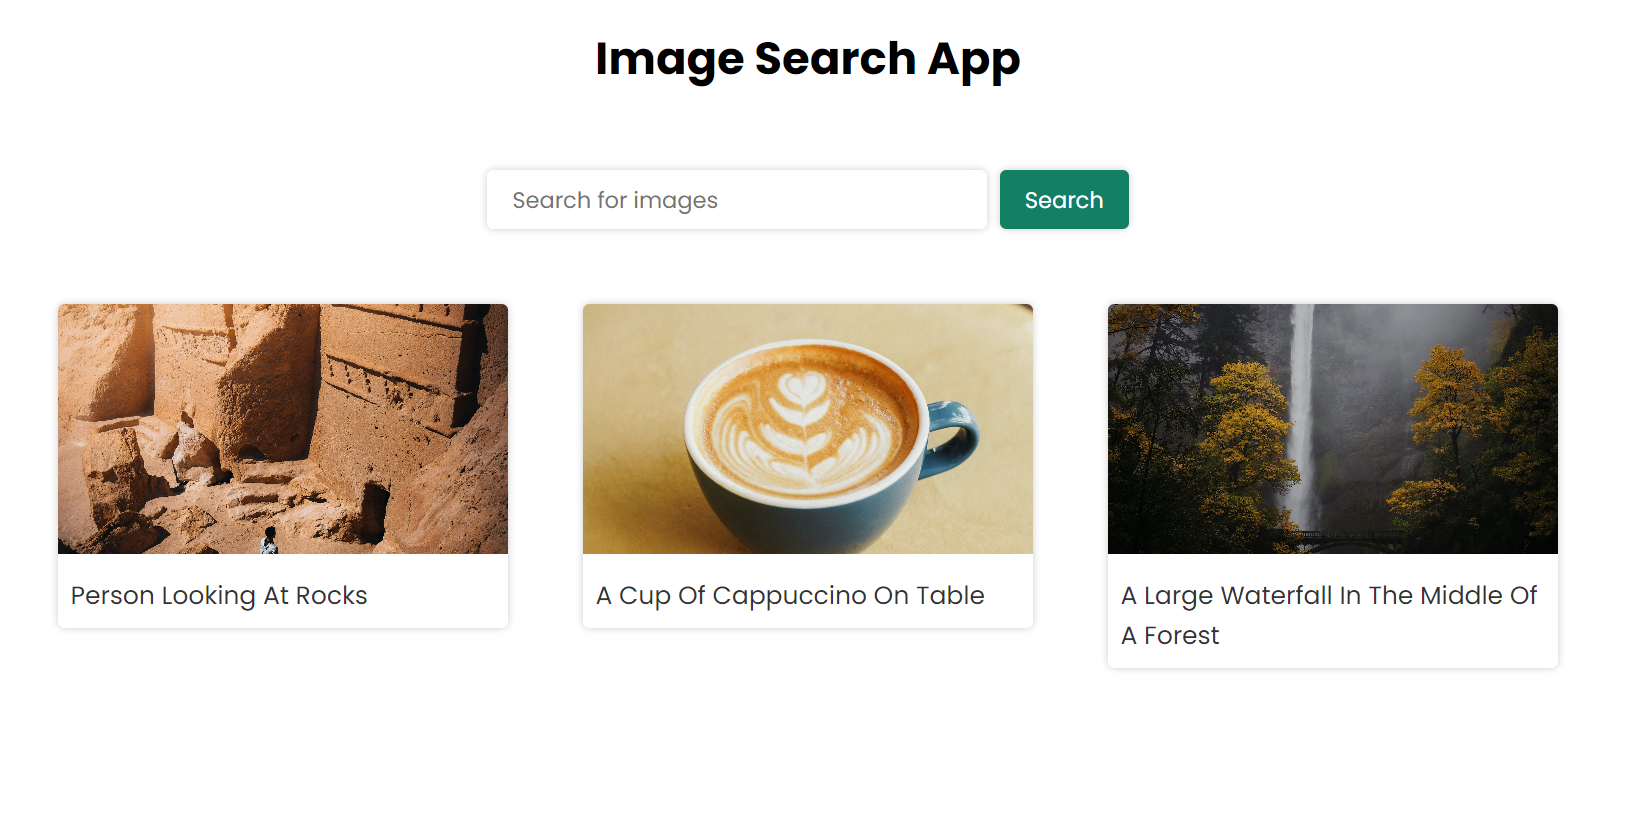 Image Search App
Search for images
Search
Person Looking At Rocks
A Cup Of Cappuccino On Table
A Large Waterfall In The Middle Of
A Forest